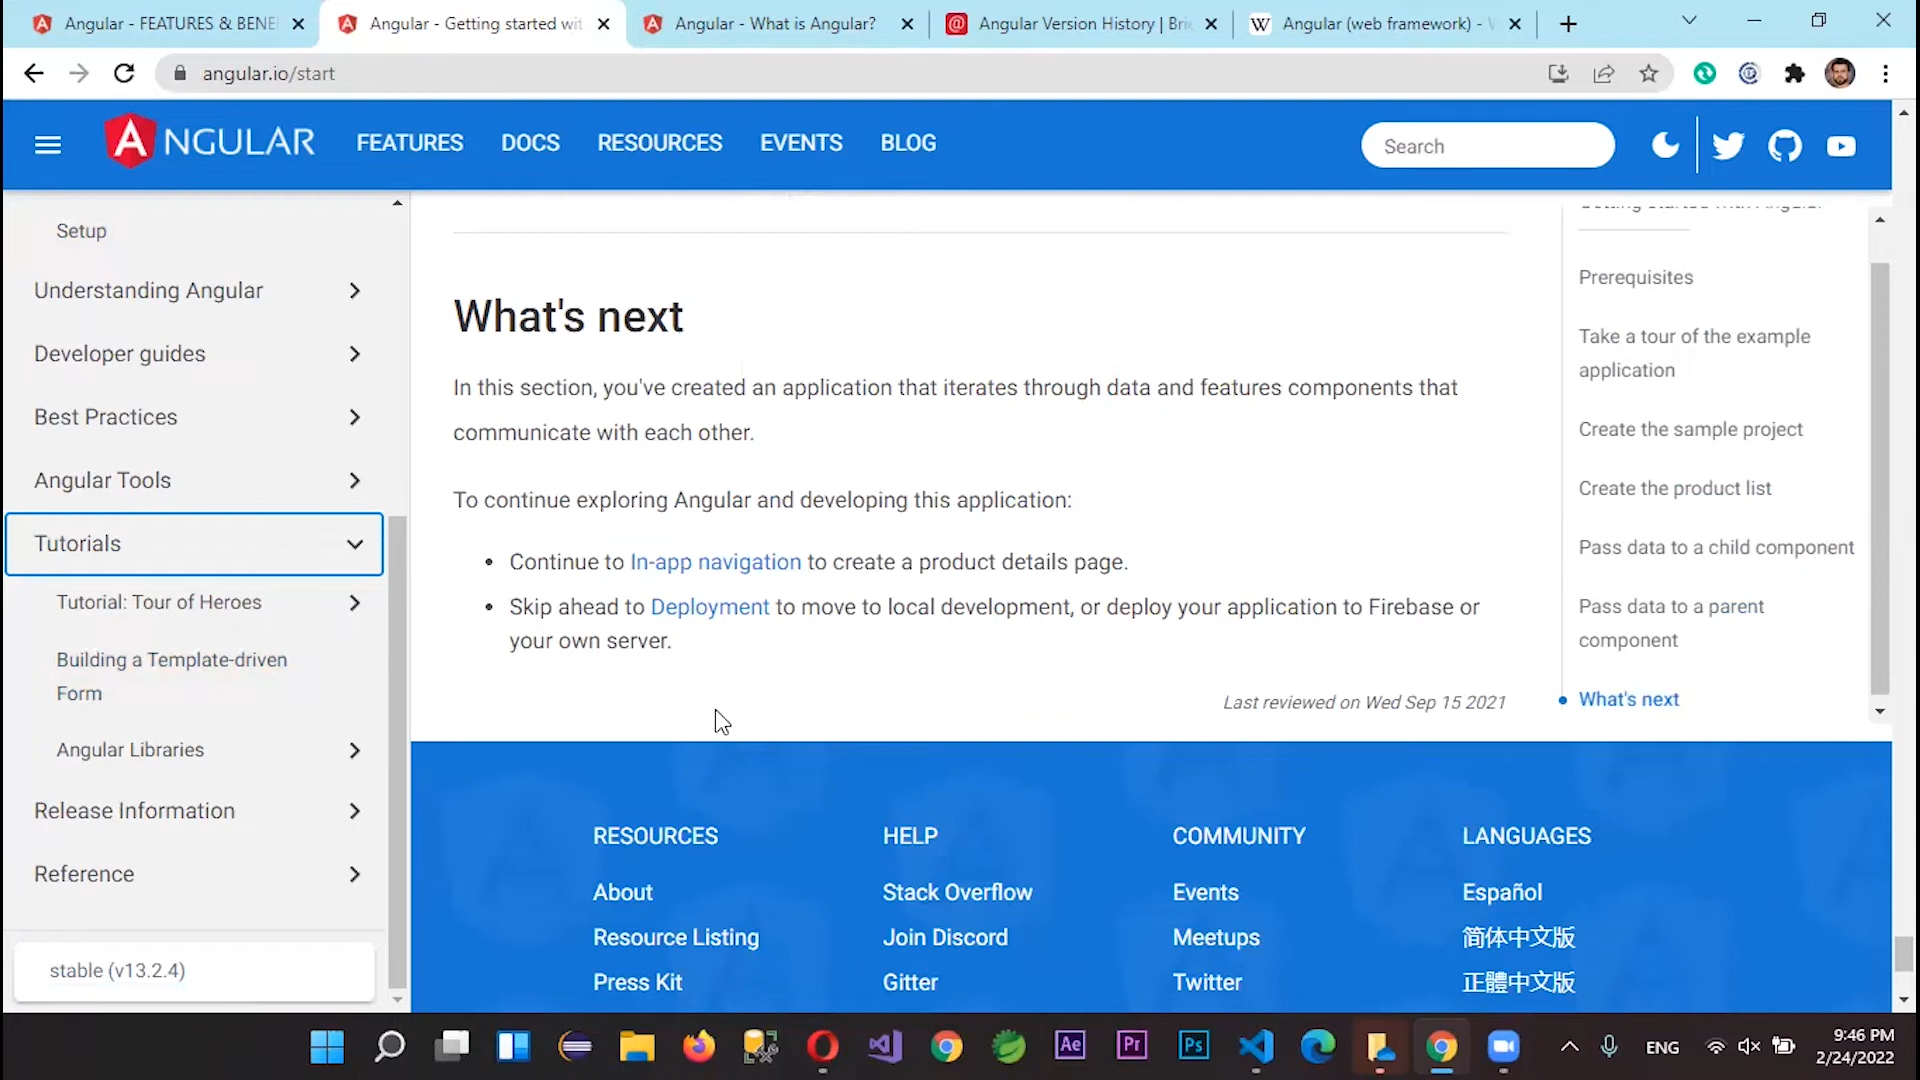 Angular - FEATURES & BENE
Angular - Getting started wit
Angular - What is Angular?
Angular Version History | Bri
Angular (web framework) -
angular.io/start
ANGULAR
FEATURES
DOCS
RESOURCES
EVENTS
BLOG
Search
Setup
Understanding Angular
Developer guides
Best Practices
Angular Tools
Tutorials
Tutorial: Tour of Heroes
Building a Template-driven
Form
Angular Libraries
Release Information
Reference
stable (v13.2.4)
What's next
In this section, you've created an application that iterates through data and features components that
communicate with each other.
To continue exploring Angular and developing this application:
• Continue to In-app navigation to create a product details page.
• Skip ahead to Deployment to move to local development, or deploy your application to Firebase or
your own server.
Last reviewed on Wed Sep 15 2021
Prerequisites
Take a tour of the example
application
Create the sample project
Create the product list
Pass data to a child component
Pass data to a parent
component
What's next
RESOURCES
About
Resource Listing
Press Kit
HELP
Stack Overflow
Join Discord
Gitter
COMMUNITY
Events
Meetups
Twitter
LANGUAGES
Español
简体中文版
正體中文版
Ae
Pr
Ps
ENG
9:46 PM
2/24/2022